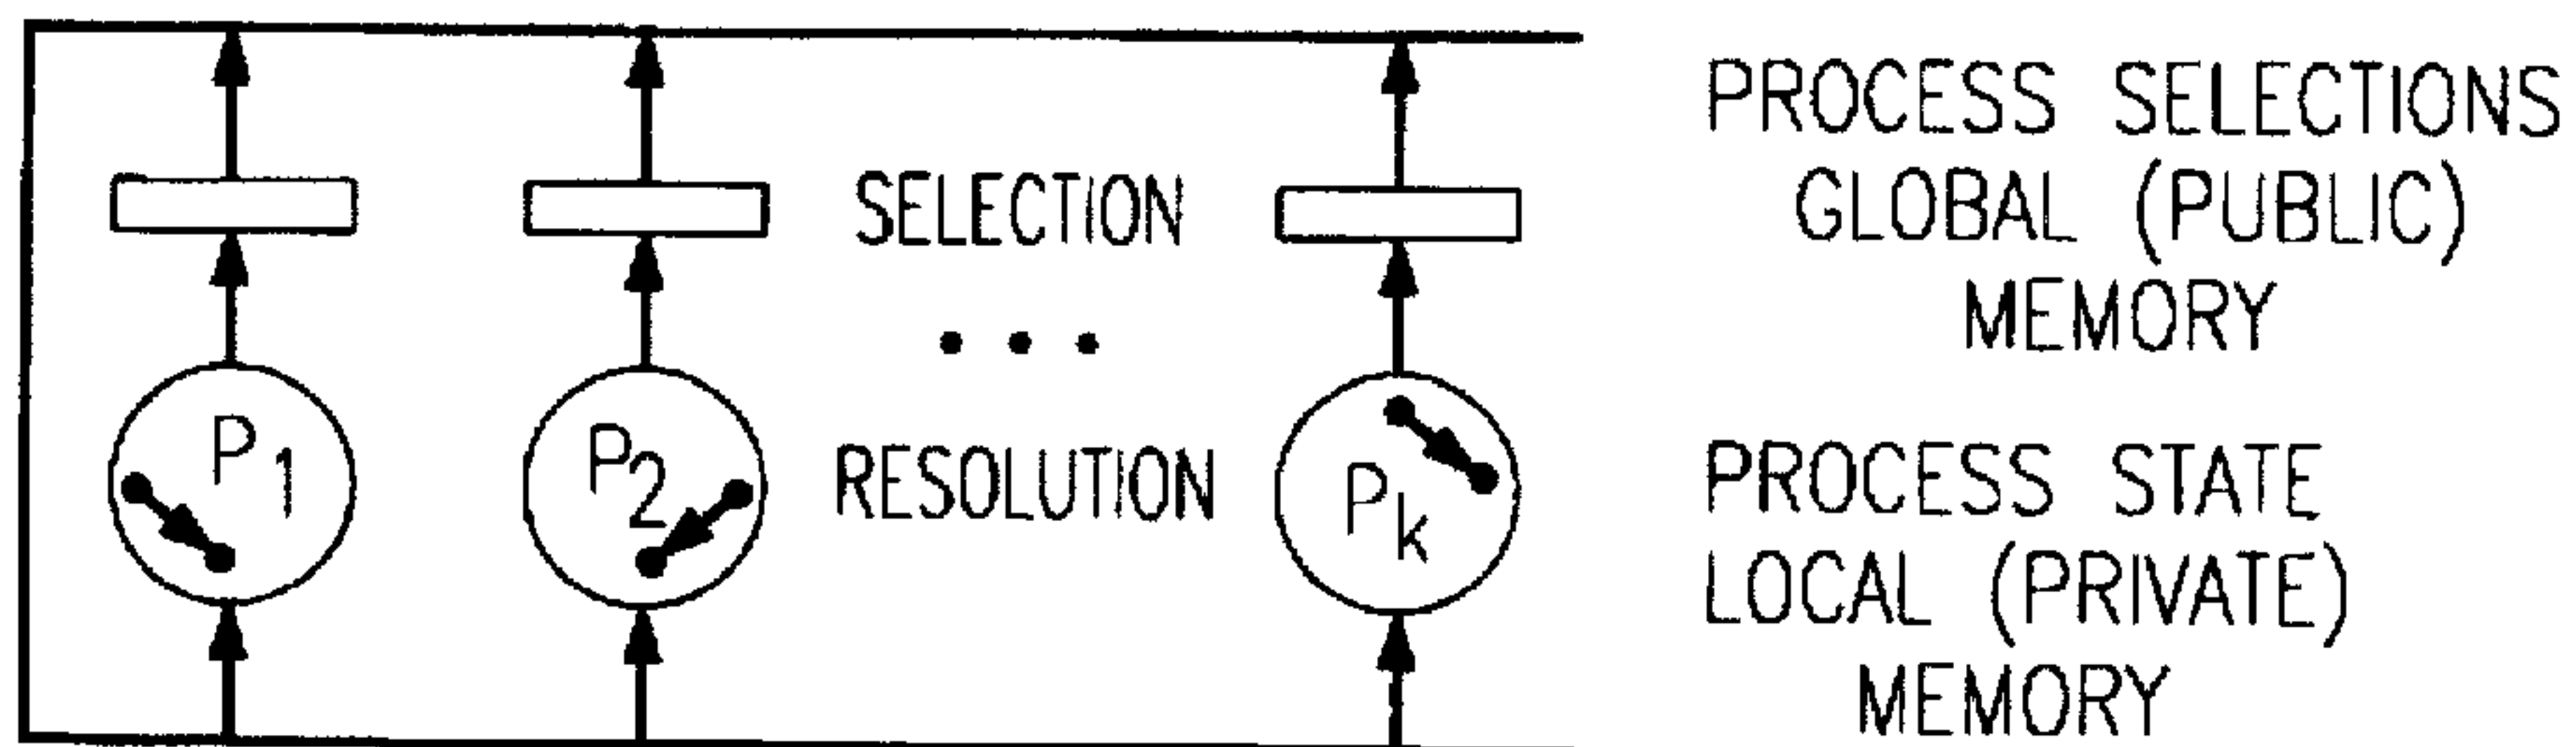 PROCESS SELECTIONS
GLOBAL (PUBLIC)
MEMORY
SELECTION
• • •
RESOLUTION
P1
P2
Pk
PROCESS STATE
LOCAL (PRIVATE)
MEMORY